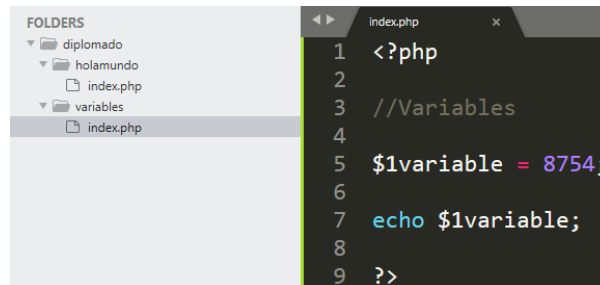 FOLDERS
diplomado
holamundo
index.php
variables
index.php
index.php ×
1 <?php
2
3 //Variables
4
5 $1variable = 8754;
6
7 echo $1variable;
8
9 ?>